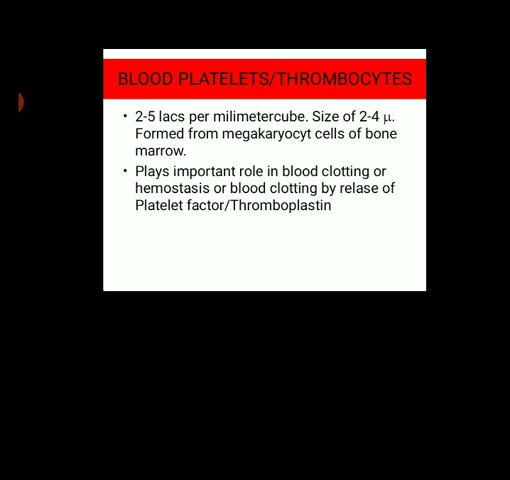 BLOOD PLATELETS/THROMBOCYTES
• 2-5 lacs per milimetercube. Size of 2-4 µ.
Formed from megakaryocyt cells of bone
marrow.
• Plays important role in blood clotting or
hemostasis or blood clotting by relase of
Platelet factor/Thromboplastin